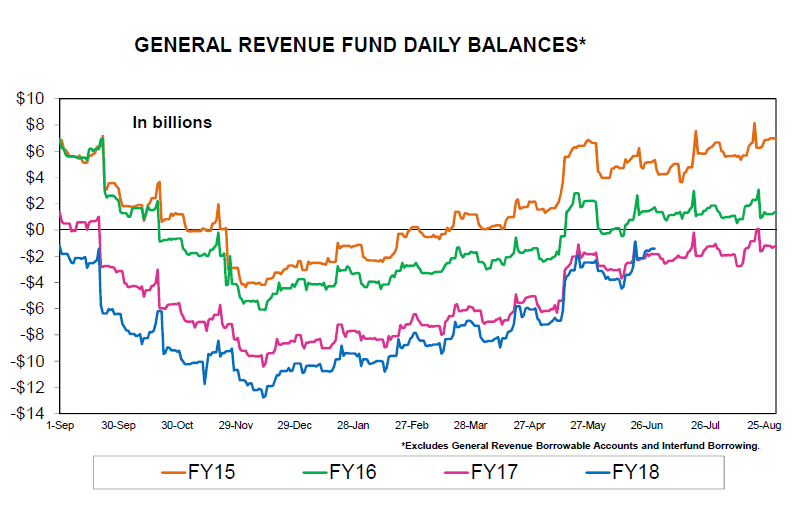 GENERAL REVENUE FUND DAILY BALANCES*
In billions
$10
$8
$6
$4
$2
$0
-$2
-$4
-$6
-$8
-$10
-$12
-$14
1-Sep 30-Sep 30-Oct 29-Nov 29-Dec 28-Jan 27-Feb 28-Mar 27-Apr 27-May 26-Jun 26-Jul 25-Aug
*Excludes General Revenue Borrowable Accounts and Interfund Borrowing.
FY15 FY16 FY17 FY18